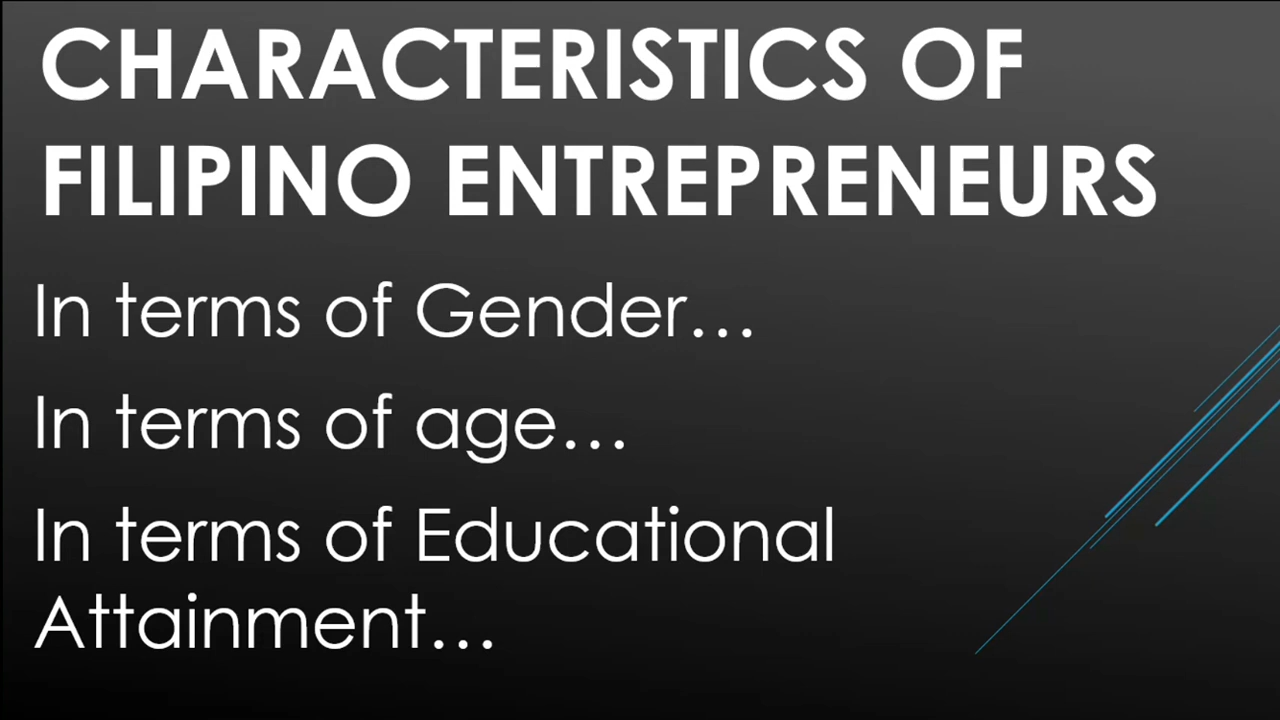 CHARACTERISTICS OF
FILIPINO ENTREPRENEURS
In terms of Gender…
In terms of age…
In terms of Educational
Attainment…